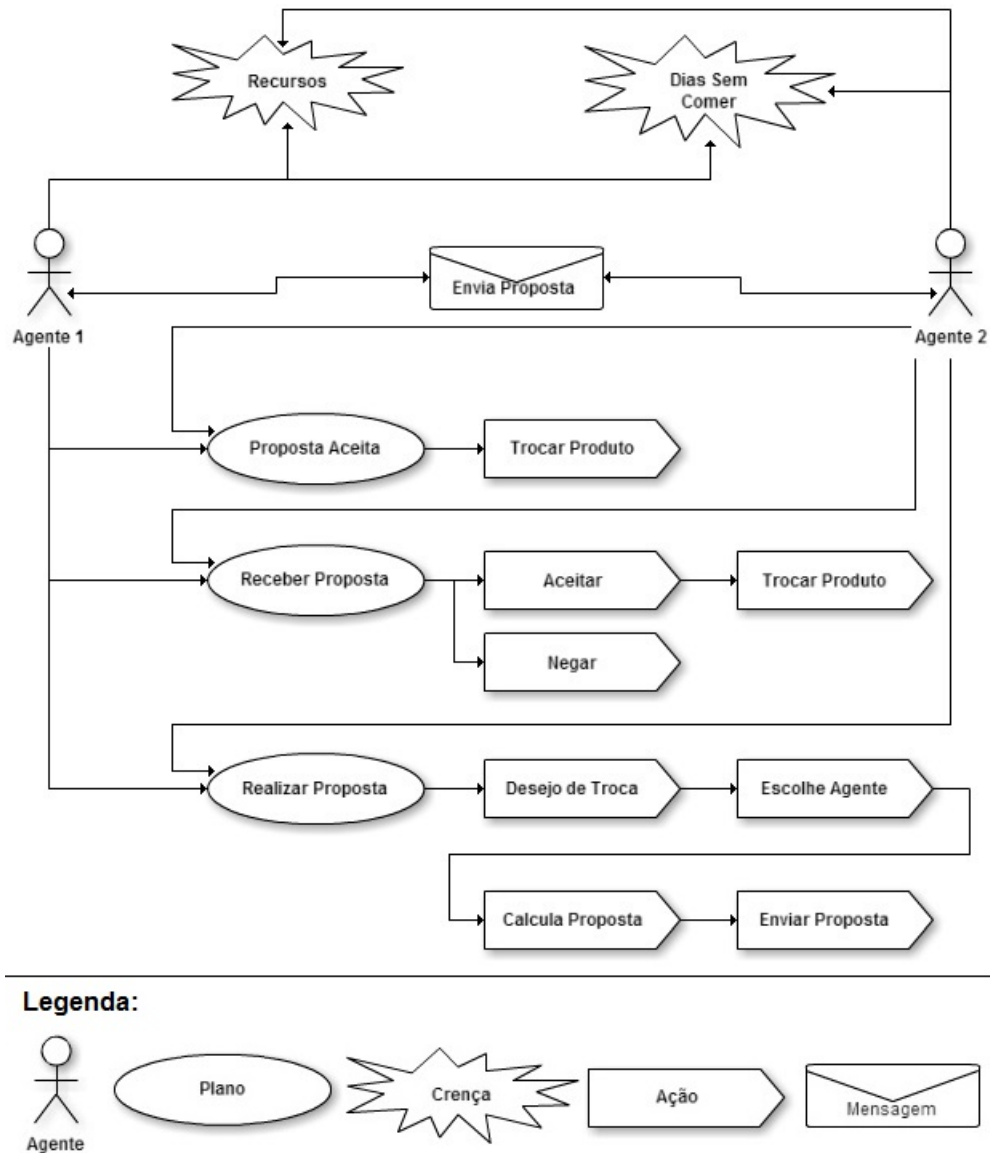 Recursos
Dias Sem
Comer
Envia Proposta
Agente 1
Agente 2
Proposta Aceita
Trocar Produto
Receber Proposta
Aceitar
Trocar Produto
Negar
Realizar Proposta
Desejo de Troca
Escolhe Agente
Calcula Proposta
Enviar Proposta
Legenda:
Plano
Crença
Ação
Mensagem
Agente